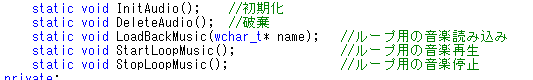 static void InitAudio();    //初期化
static void DeleteAudio();  //破棄
static void LoadBackMusic(wchar_t* name);   //ループ用の音楽読み込み
static void StartLoopMusic();               //ループ用の音楽再生
static void StopLoopMusic();                //ループ用の音楽停止
private: